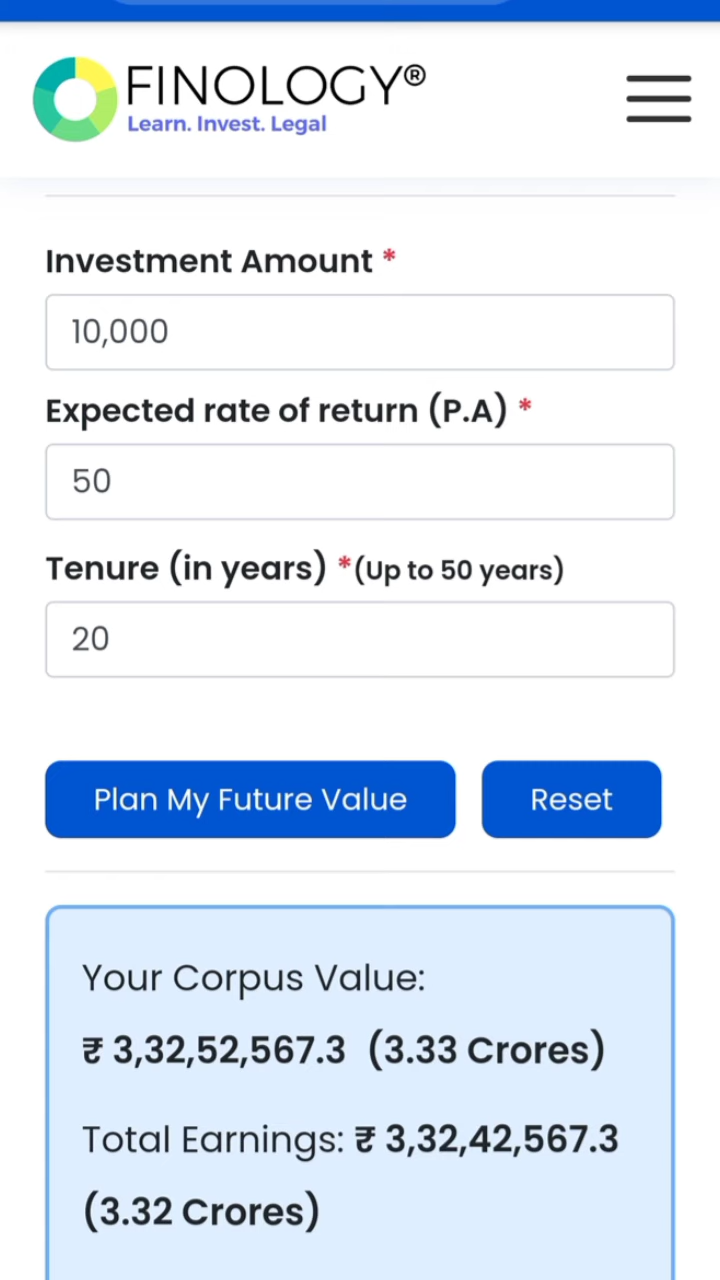 FINOLOGY®
Learn. Invest. Legal
Investment Amount *
10,000
Expected rate of return (P.A) *
50
Tenure (in years) *(Up to 50 years)
20
Plan My Future Value
Reset
Your Corpus Value:
₹ 3,32,52,567.3 (3.33 Crores)
Total Earnings: ₹ 3,32,42,567.3
(3.32 Crores)